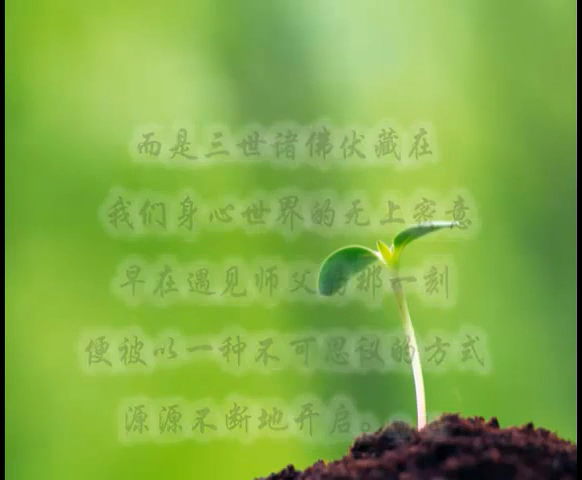 而是三世诸佛伏藏在
我们身心世界的无上密意
早在遇见师父的那一刻
便被以一种不可思议的方式
源源不断地开启。